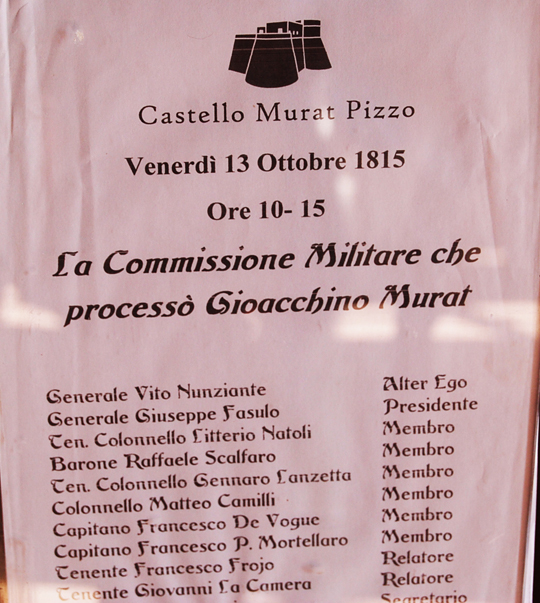 Castello Murat Pizzo
Venerdì 13 Ottobre 1815
Ore 10- 15
La Commissione Militare che
processò Gioacchino Murat
Generale Vito Nunziante Alter Ego
Generale Giuseppe Fasulo Presidente
Ten. Colonnello Litterio Natoli Membro
Barone Raffaele Scalfaro Membro
Ten. Colonnello Gennaro Lanzetta Membro
Colonnello Matteo Camilli Membro
Capitano Francesco De Vogue Membro
Capitano Francesco P. Mortellaro Membro
Tenente Francesco Frojo Relatore
Tenente Giovanni La Camera Relatore
Segretario